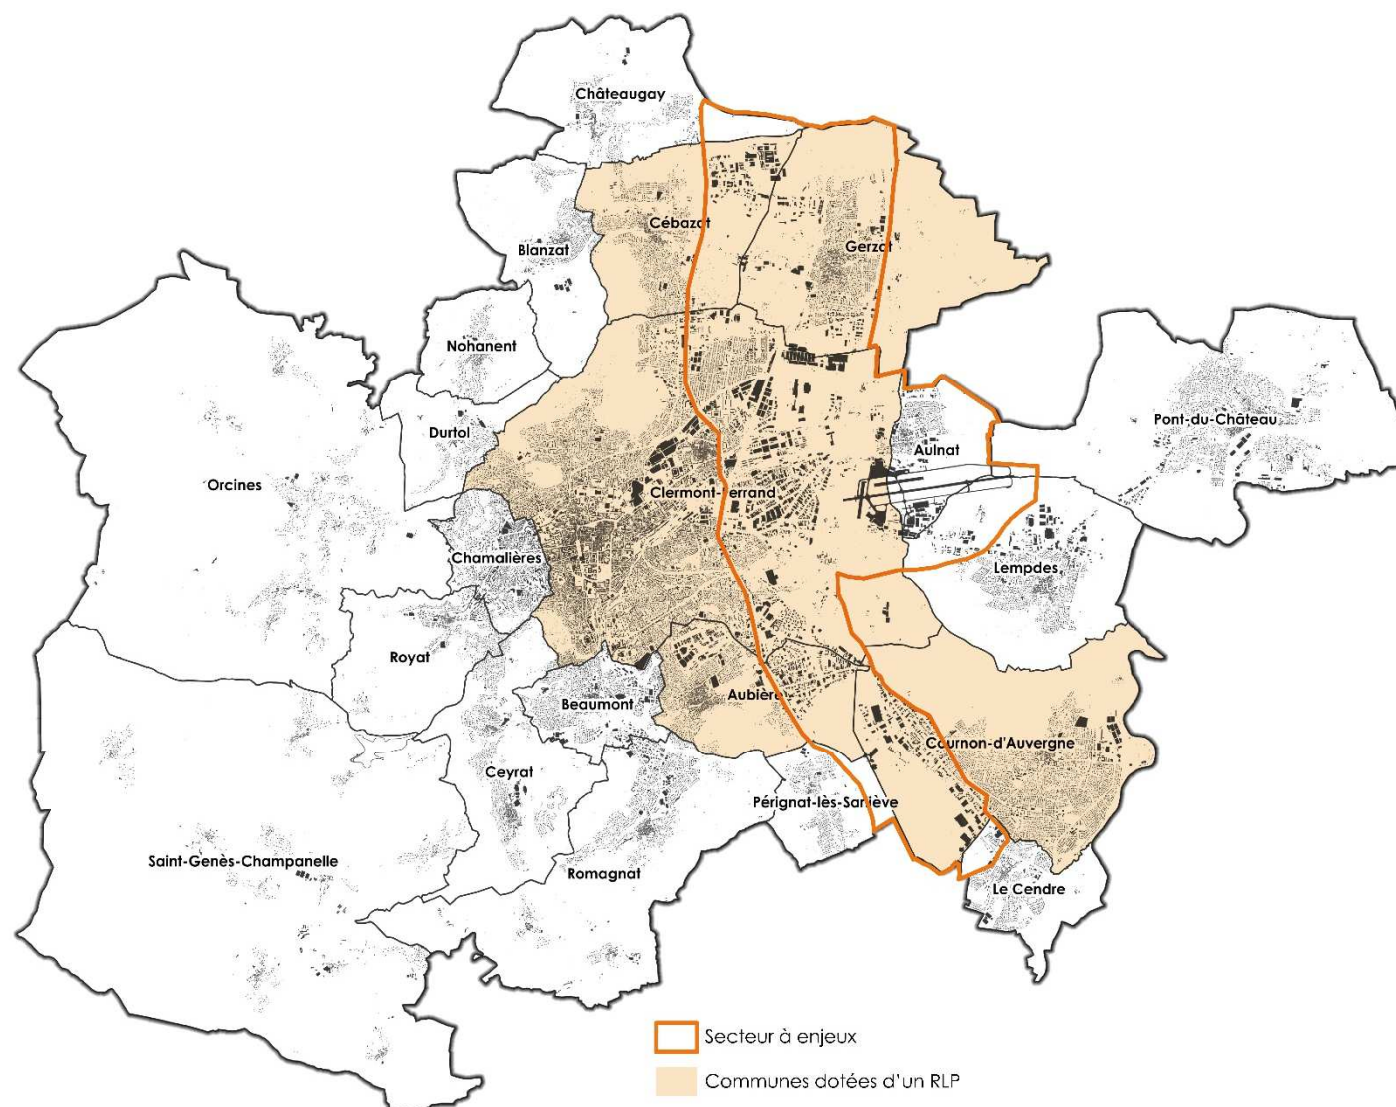 Châteaugay
Cébazat
Gerzat
Blanzat
Nohanent
Durtol
Pont-du-Château
Aulnat
Orcines
Clermont-Ferrand
Chamalières
Lempdes
Royat
Aubière
Beaumont
Cournon-d'Auvergne
Ceyrat
Pérignat-lès-Sarliève
Saint-Genès-Champanelle
Romagnat
Le Cendre
Secteur à enjeux
Communes dotées d'un RLP